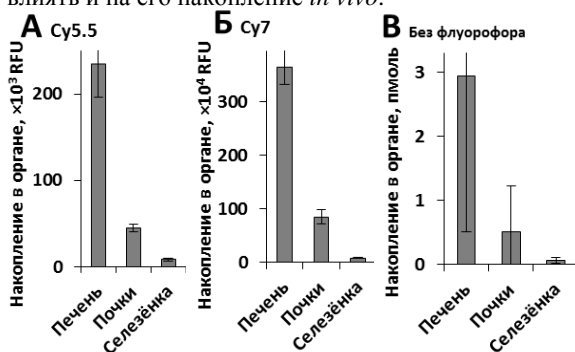 влиять и на его накопление in vivo.
А Cy5.5
Накопление в органе, ×10³ RFU
200
100
0
Печень
Почки
Селезёнка
Б Cy7
Накопление в органе, ×10⁴ RFU
300
200
100
0
Печень
Почки
Селезёнка
В Без флуорофора
Накопление в органе, пмоль
3
2
1
0
Печень
Почки
Селезёнка